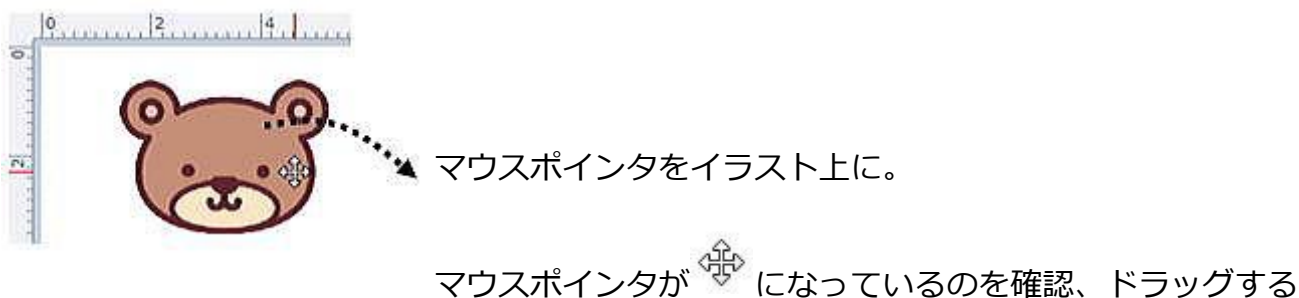 0 2 4
0
2
マウスポインタをイラスト上に。
マウスポインタが になっているのを確認、ドラッグする